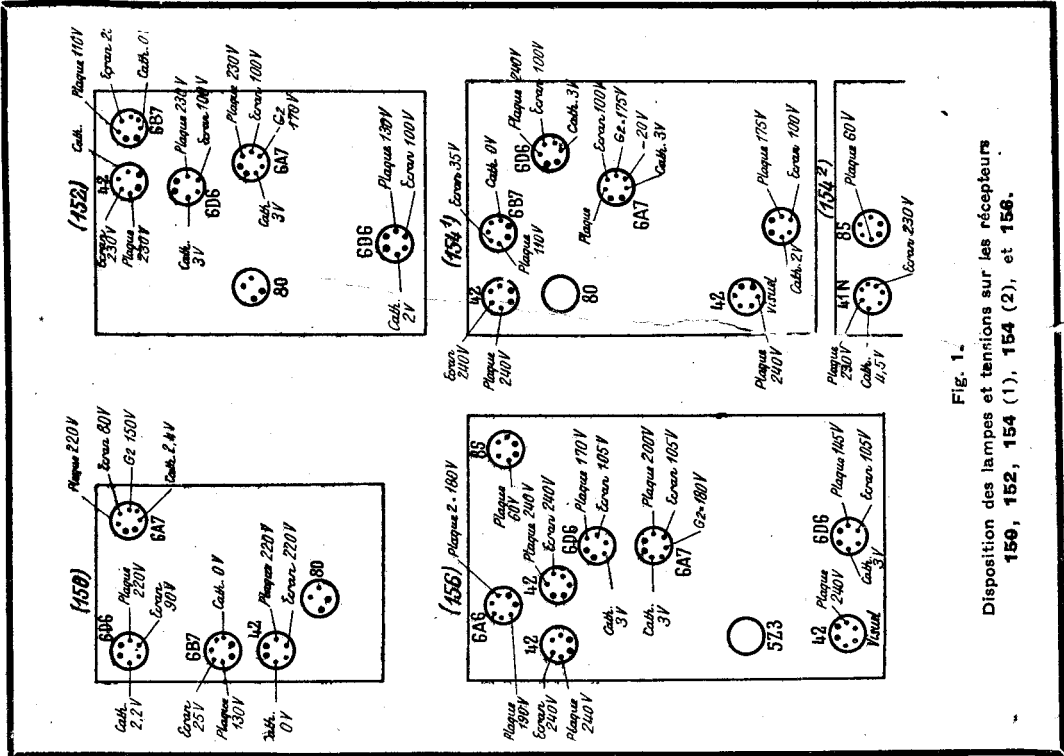 (150)
6D6
Plaque
220V
Ecran
90V
Cath.
2,2V
Plaque 220V
Ecran 80V
G2 150V
Cath. 2,4V
6A7
6B7
Cath. 0V
Ecran
25V
Plaque
130V
42
Plaque 220V
Ecran 220V
0V
80
(152)
42
Cath.
Ecran
230V
Plaque
230V
Plaque 110V
Ecran
Cath.
6B7
6D6
Plaque 230V
Ecran 100V
Cath.
3V
Plaque 230V
Ecran 100V
G2
170V
Cath.
3V
6A7
80
6D6
Plaque 130V
Ecran 100V
Cath.
2V
(156)
6A6
Plaque 2=180V
Plaque
190V
85
Plaque
60V
42
Plaque 240V
Ecran 240V
42
Ecran
240V
Plaque
240V
6D6
Plaque 170V
Ecran 105V
Cath.
3V
Plaque 200V
Ecran 105V
G2=180V
Cath.
3V
6A7
5Z3
42
Plaque
240V
Visuel
6D6
Plaque 145V
Ecran 105V
Cath.
3V
(154¹)
42
Ecran
240V
Plaque
240V
Ecran 35V
Cath. 0V
6B7
Plaque
110V
6D6
Plaque 240V
Ecran 100V
Cath. 3V
80
Plaque
Ecran 100V
G2=175V
-20V
Cath. 3V
6A7
42
Visuel
Plaque
240V
Plaque 175V
Ecran 100V
Cath. 2V
(154²)
41N
Plaque
230V
Cath.
4,5V
Ecran 230V
85
Plaque 60V
Fig. 1.
Disposition des lampes et tensions sur les récepteurs
150, 152, 154 (1), 154 (2), et 156.